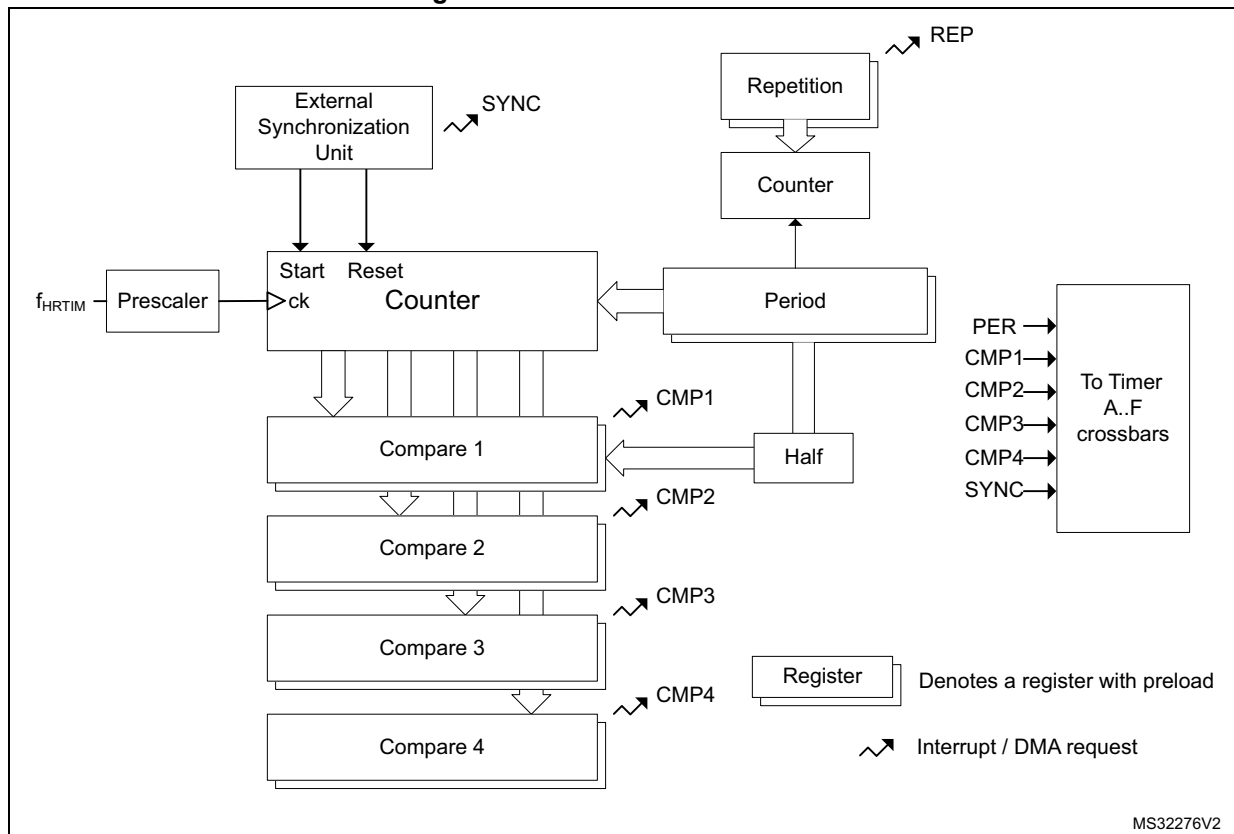 REP
Repetition
External
Synchronization
Unit
SYNC
Counter
Start Reset
f_HRTIM
Prescaler
ck
Counter
Period
PER
CMP1
CMP2
CMP3
CMP4
SYNC
To Timer
A..F
crossbars
CMP1
Compare 1
Half
CMP2
Compare 2
CMP3
Compare 3
Register
Denotes a register with preload
CMP4
Compare 4
Interrupt / DMA request
MS32276V2